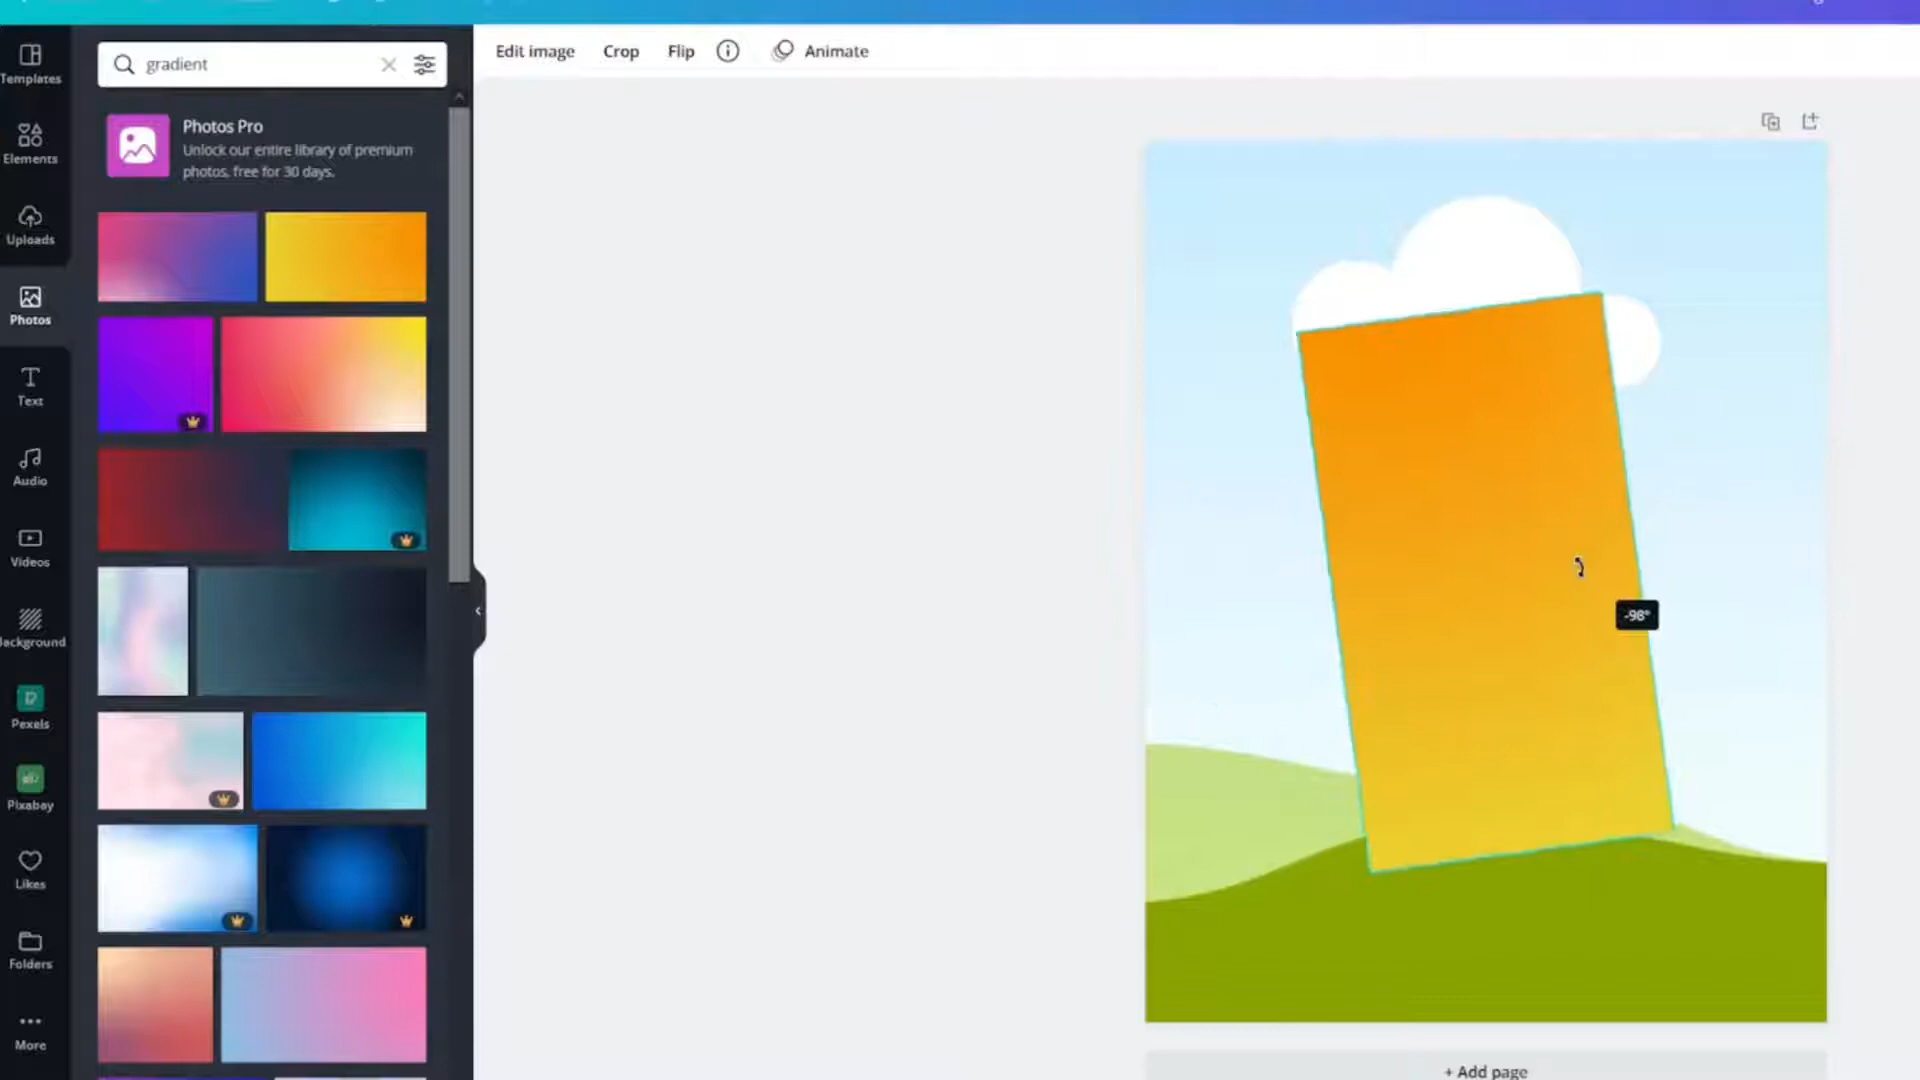 Templates
Elements
Uploads
Photos
Text
Audio
Videos
Background
Pexels
Pixabay
Likes
Folders
More
gradient
Photos Pro
Unlock our entire library of premium
photos, free for 30 days.
Edit image Crop Flip Animate
-98°
+ Add page